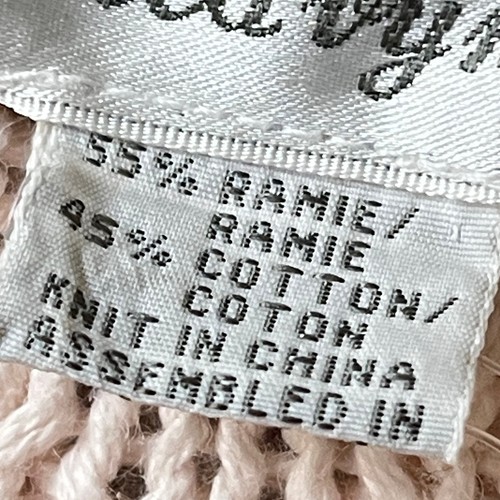 55% RAMIE/
RAMIE
45% COTTON/
COTON
KNIT IN CHINA
ASSEMBLED IN